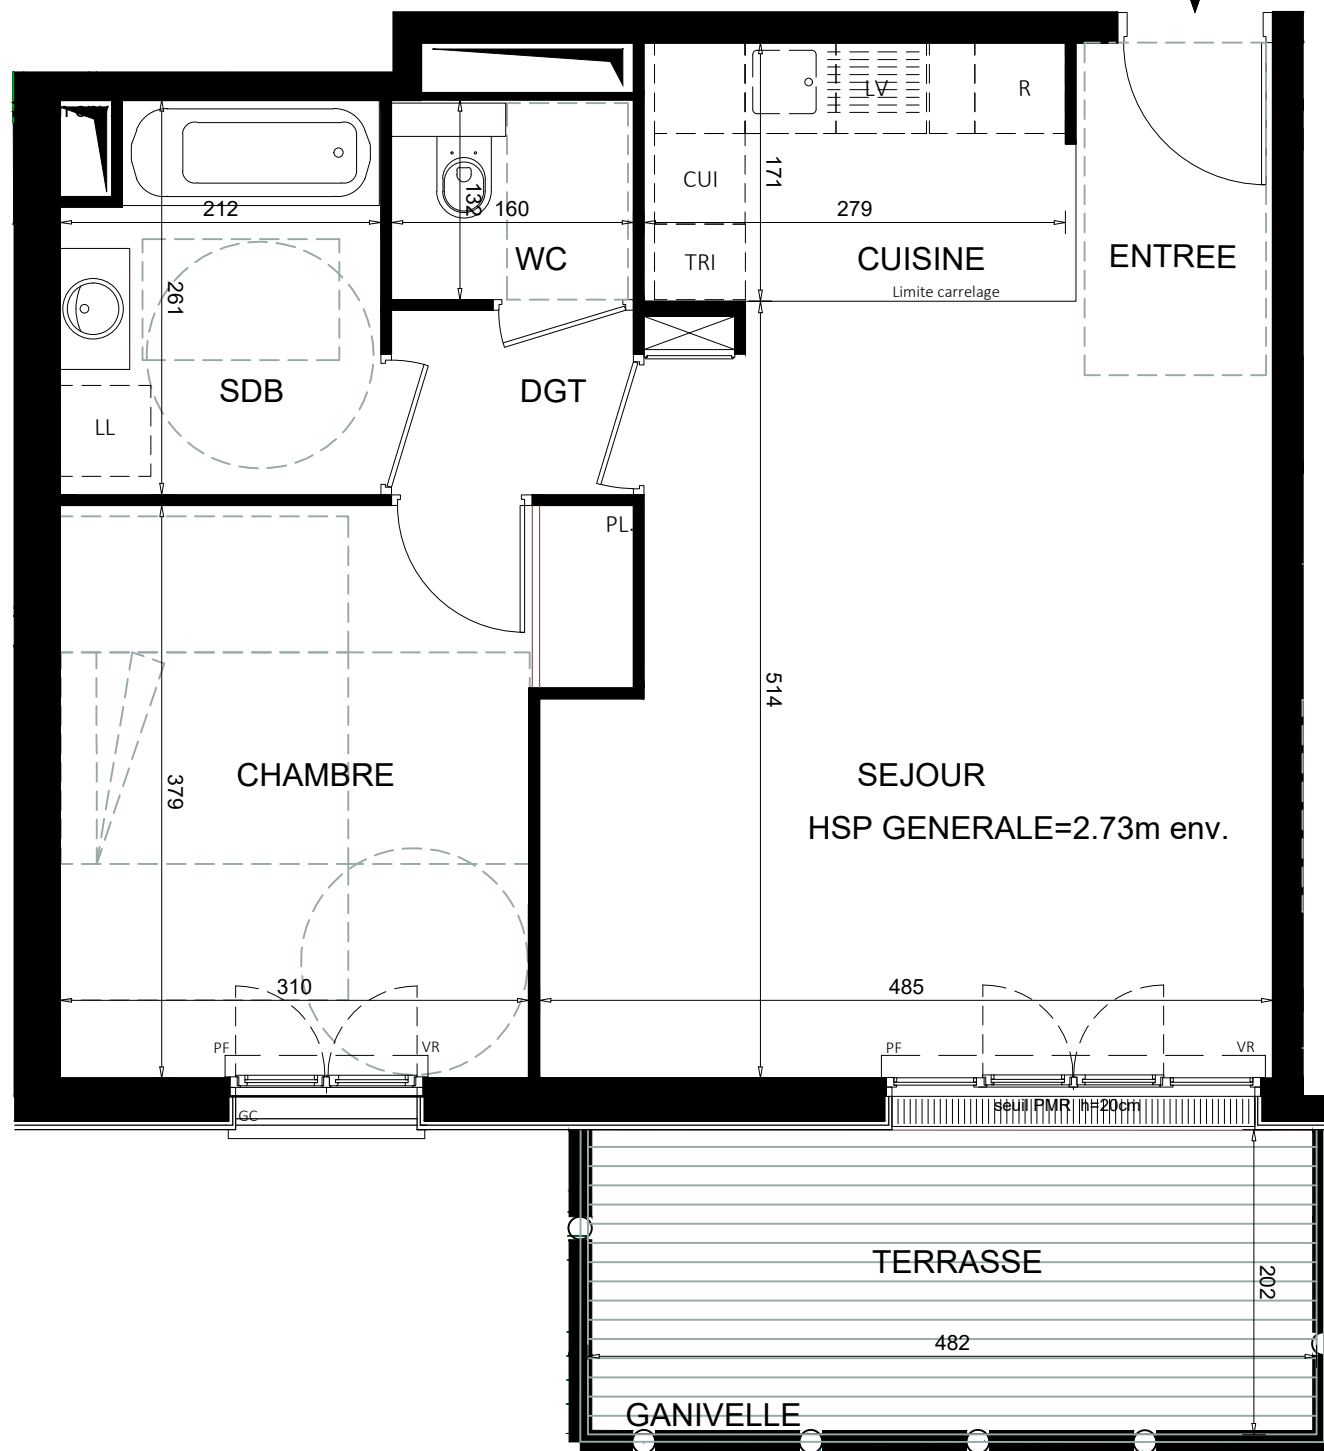 LV
R
CUI
171
212
132
160
279
WC
CUISINE
ENTREE
TRI
Limite carrelage
261
SDB
DGT
LL
PL.
514
CHAMBRE
379
SEJOUR
HSP GENERALE=2.73m env.
310
485
PF
VR
PF
VR
GC
seuil PMR h=20cm
TERRASSE
202
482
GANIVELLE